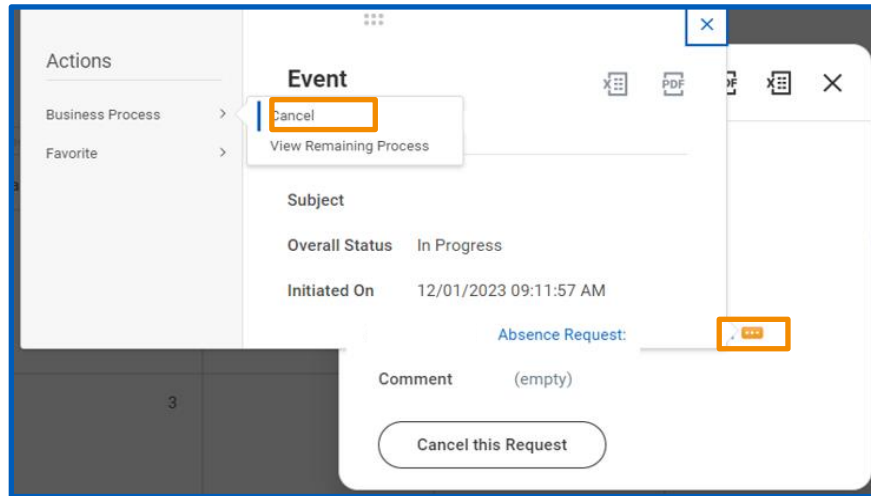 Actions
Business Process
Favorite
Event
PDF
Cancel
View Remaining Process
Subject
Overall Status In Progress
Initiated On 12/01/2023 09:11:57 AM
Absence Request:
3
Comment (empty)
Cancel this Request